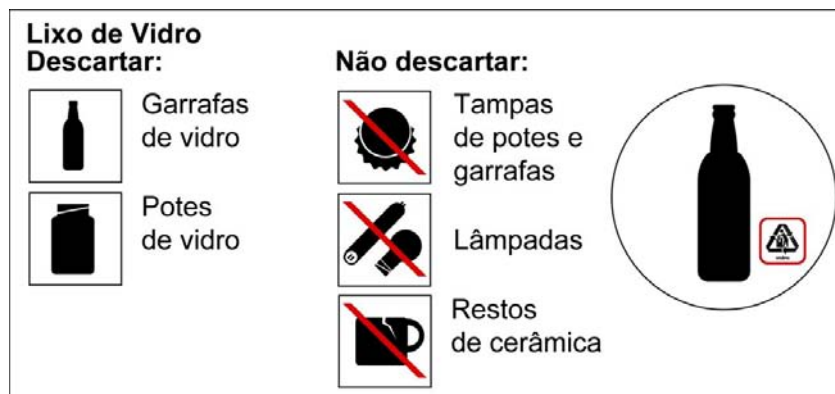 Lixo de Vidro
Descartar:
Garrafas
de vidro
Potes
de vidro
Não descartar:
Tampas
de potes e
garrafas
Lâmpadas
Restos
de cerâmica